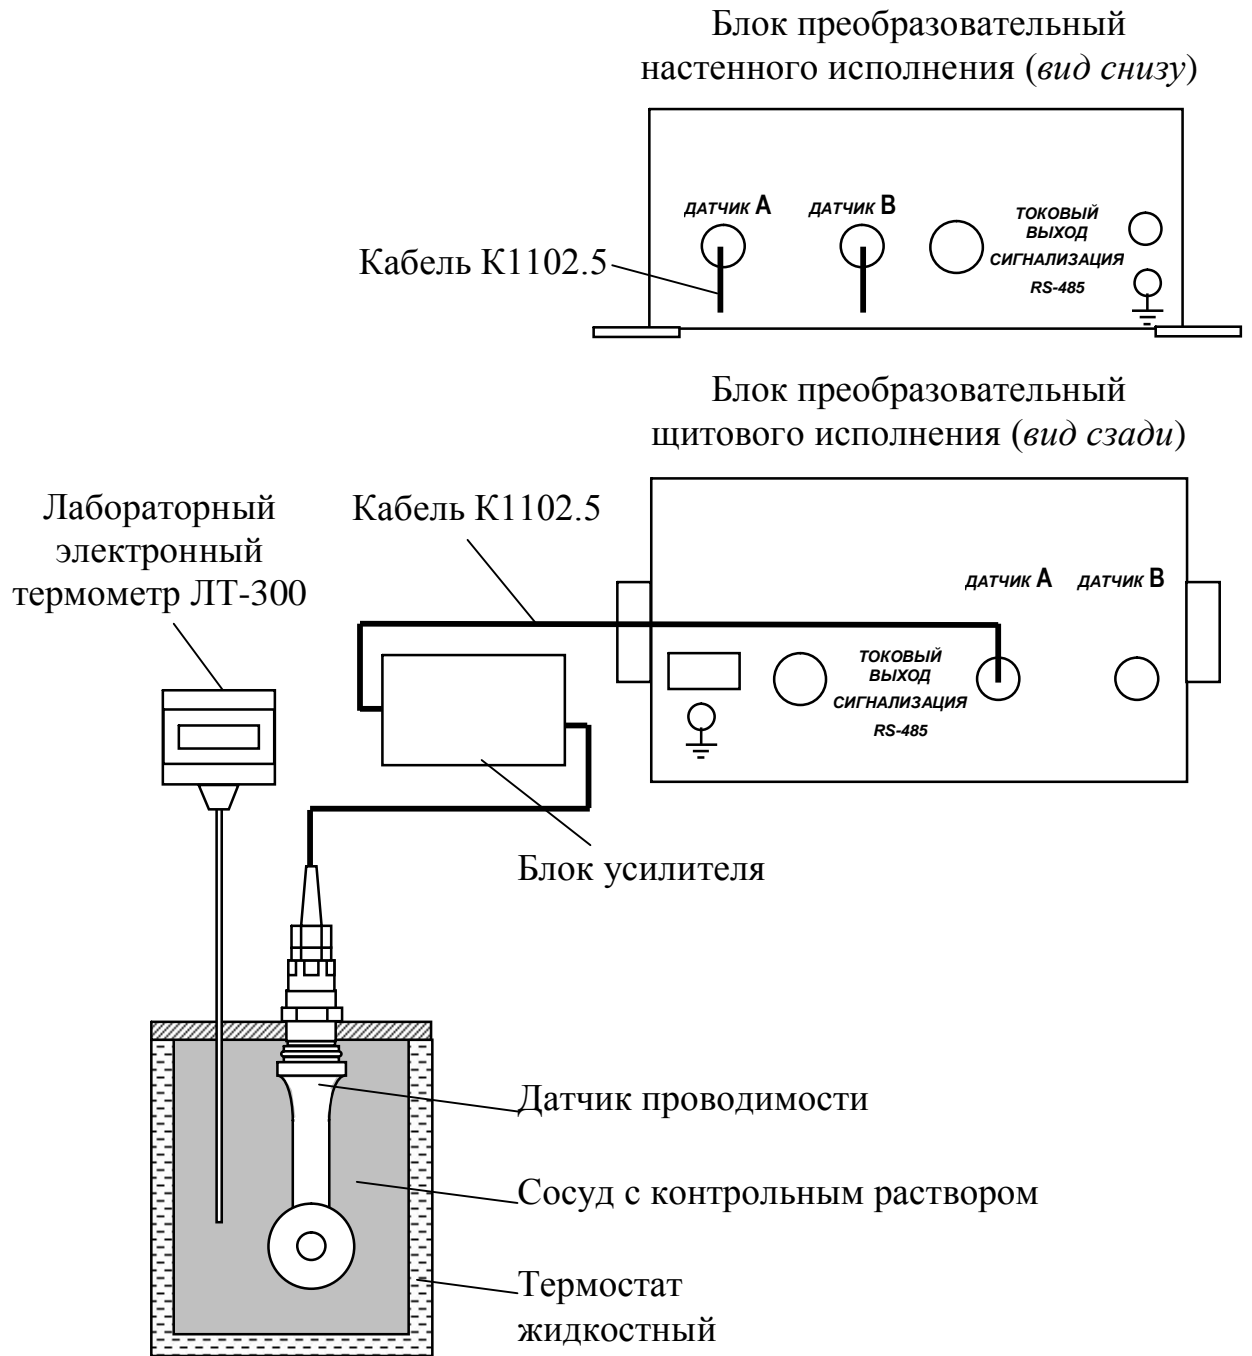 Блок преобразовательный
настенного исполнения (вид снизу)
ДАТЧИК А
ДАТЧИК В
ТОКОВЫЙ
ВЫХОД
СИГНАЛИЗАЦИЯ
RS-485
Кабель К1102.5
Блок преобразовательный
щитового исполнения (вид сзади)
Лабораторный
электронный
термометр ЛТ-300
Кабель К1102.5
ДАТЧИК А
ДАТЧИК В
ТОКОВЫЙ
ВЫХОД
СИГНАЛИЗАЦИЯ
RS-485
Блок усилителя
Датчик проводимости
Сосуд с контрольным раствором
Термостат
жидкостный